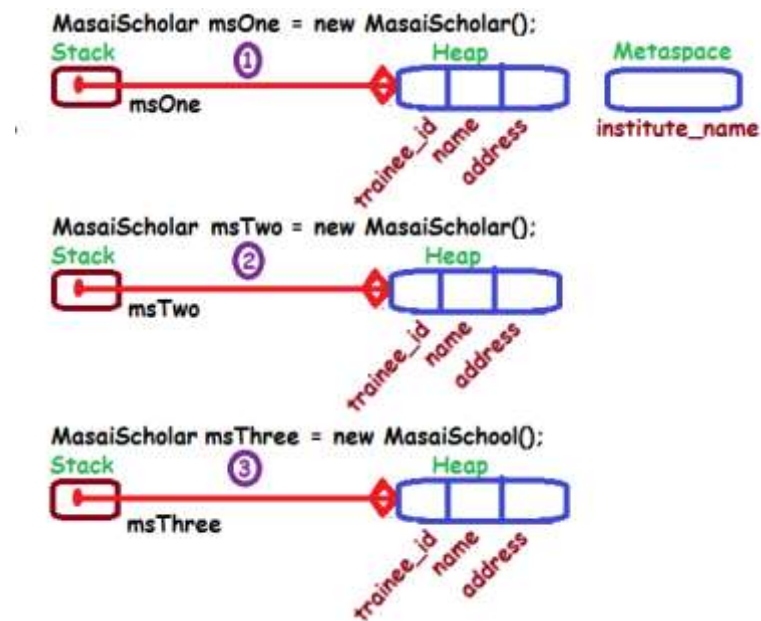 MasaiScholar msOne = new MasaiScholar();
Stack 1 Heap Metaspace
msOne institute_name
trainee_id name address
MasaiScholar msTwo = new MasaiScholar();
Stack 2 Heap
msTwo
trainee_id name address
MasaiScholar msThree = new MasaiSchool();
Stack 3 Heap
msThree
trainee_id name address